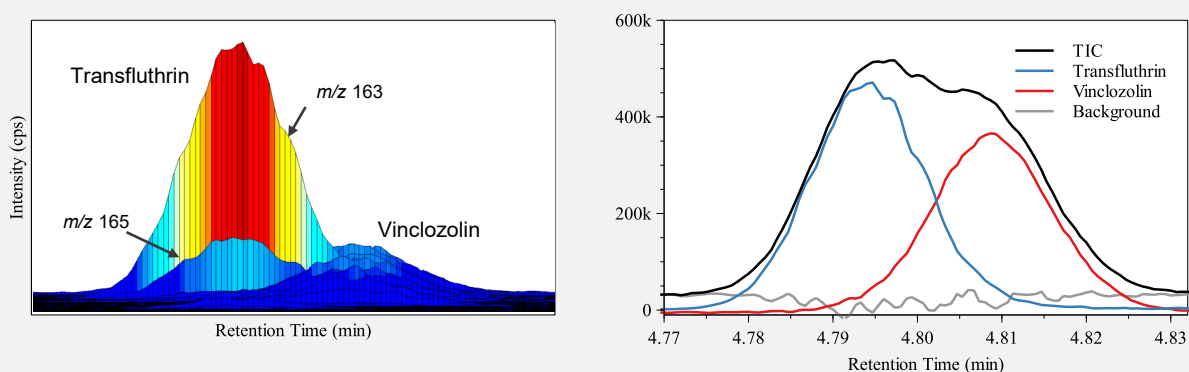 Transfluthrin
m/z 163
m/z 165
Vinclozolin
Intensity (cps)
Retention Time (min)
600k
400k
200k
0
TIC
Transfluthrin
Vinclozolin
Background
4.77 4.78 4.79 4.80 4.81 4.82 4.83
Retention Time (min)